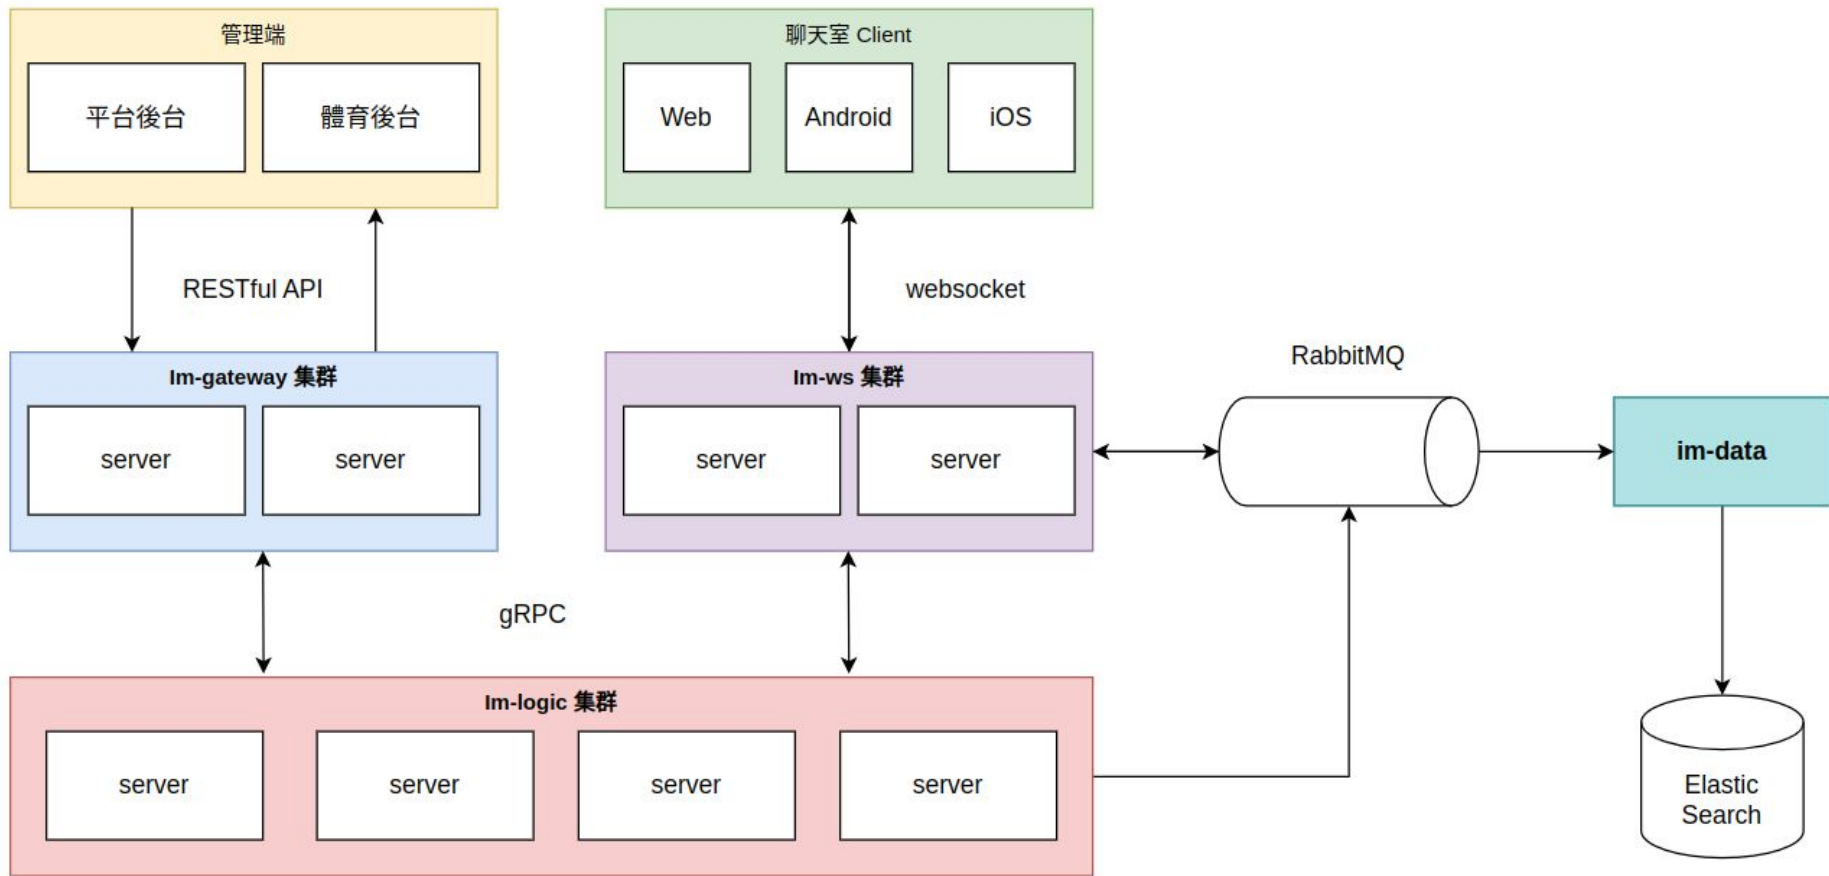 管理端
平台後台
體育後台
聊天室 Client
Web
Android
iOS
RESTful API
websocket
Im-gateway 集群
server
server
Im-ws 集群
server
server
RabbitMQ
im-data
gRPC
Im-logic 集群
server
server
server
server
Elastic
Search